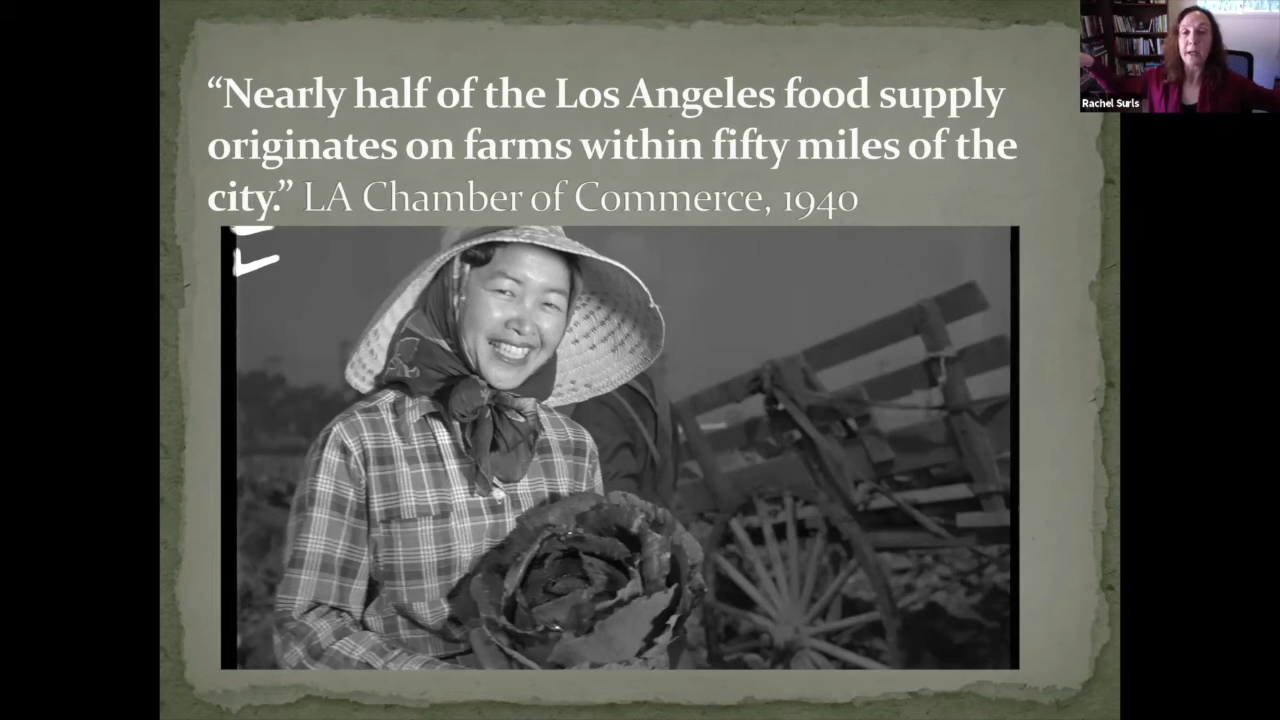 “Nearly half of the Los Angeles food supply
originates on farms within fifty miles of the
city.” LA Chamber of Commerce, 1940
Rachel Surls